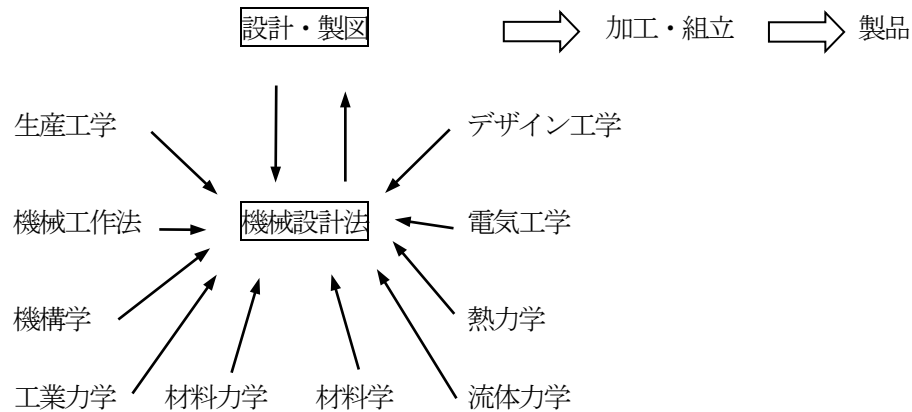 設計・製図 加工・組立 製品
生産工学 デザイン工学
機械工作法 機械設計法 電気工学
機構学 熱力学
工業力学 材料力学 材料学 流体力学